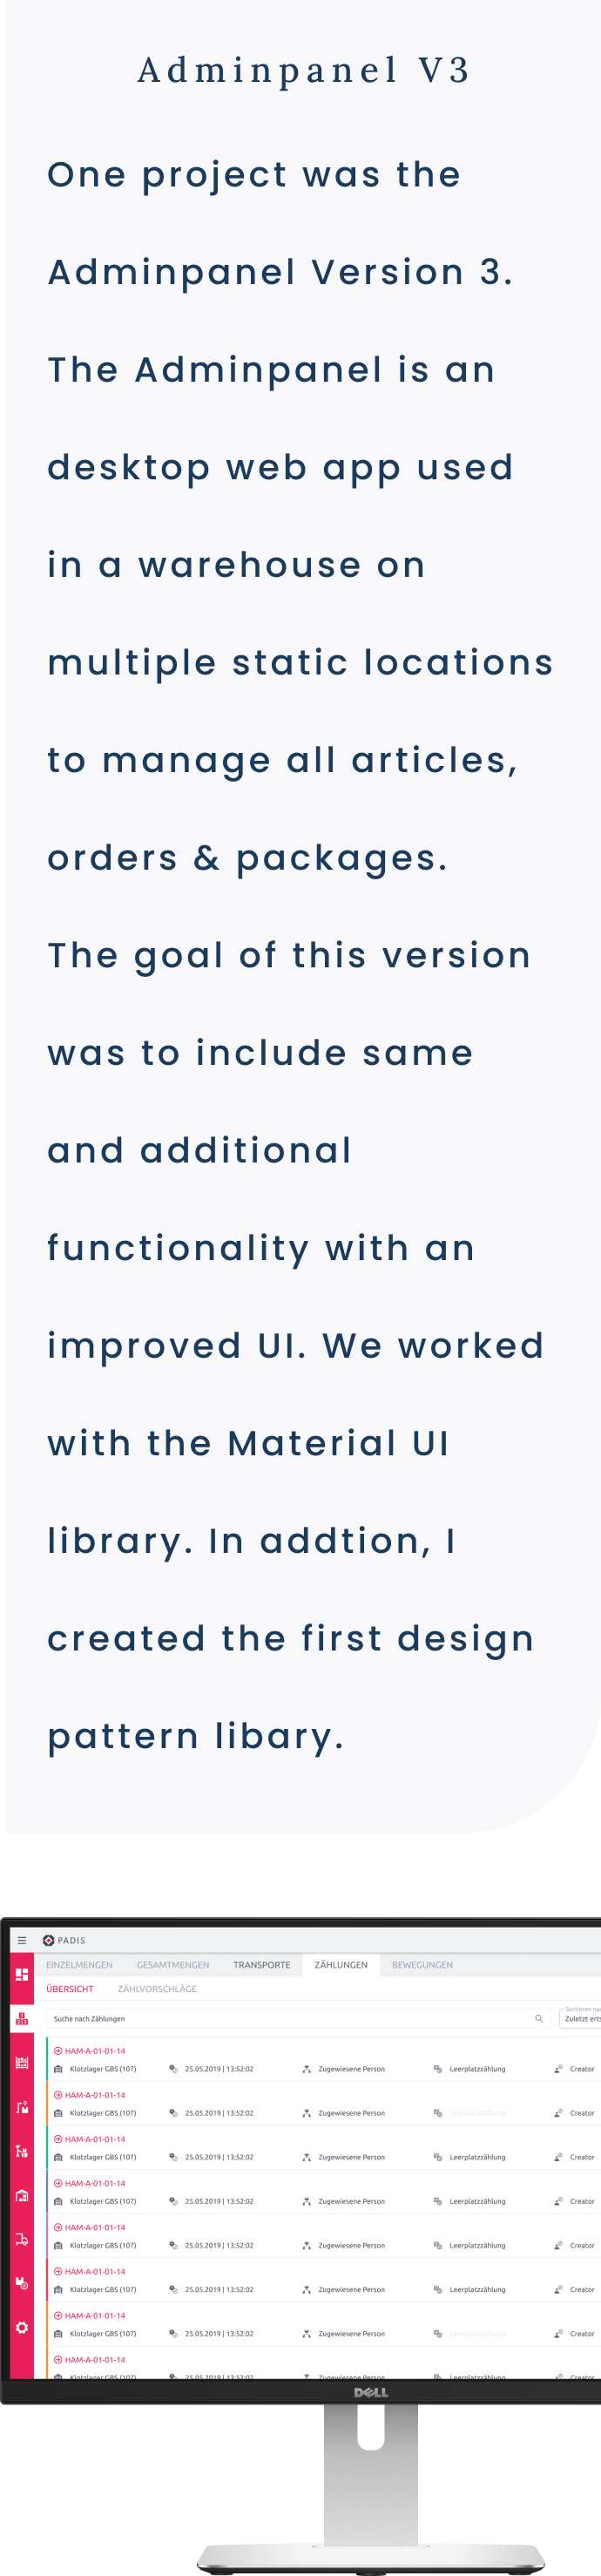 Adminpanel V3
One project was the
Adminpanel Version 3.
The Adminpanel is an
desktop web app used
in a warehouse on
multiple static locations
to manage all articles,
orders & packages.
The goal of this version
was to include same
and additional
functionality with an
improved UI. We worked
with the Material UI
library. In addtion, I
created the first design
pattern libary.
PADIS
EINZELMENGEN GESAMTMENGEN TRANSPORTE ZÄHLUNGEN BEWEGUNGEN
ÜBERSICHT ZÄHLVORSCHLÄGE
Sortieren na
Suche nach Zählungen Zuletzt erts
HAM-A-01-01-14
Klotzlager GBS (107) 25.05.2019 | 13:52:02 Zugewiesene Person Leerplatzzählung Creator
HAM-A-01-01-14
Klotzlager GBS (107) 25.05.2019 | 13:52:02 Zugewiesene Person Leerplatzzählung Creator
HAM-A-01-01-14
Klotzlager GBS (107) 25.05.2019 | 13:52:02 Zugewiesene Person Leerplatzzählung Creator
HAM-A-01-01-14
Klotzlager GBS (107) 25.05.2019 | 13:52:02 Zugewiesene Person Leerplatzzählung Creator
HAM-A-01-01-14
Klotzlager GBS (107) 25.05.2019 | 13:52:02 Zugewiesene Person Leerplatzzählung Creator
HAM-A-01-01-14
Klotzlager GBS (107) 25.05.2019 | 13:52:02 Zugewiesene Person Leerplatzzählung Creator
HAM-A-01-01-14
Klotzlager GBS (107) 25.05.2019 | 13:52:02 Zugewiesene Person Leerplatzzählung Creator
HAM-A-01-01-14
Klotzlager GBS (107) 25.05.2019 | 13:52:02 Zugewiesene Person Leerplatzzählung Creator
DELL